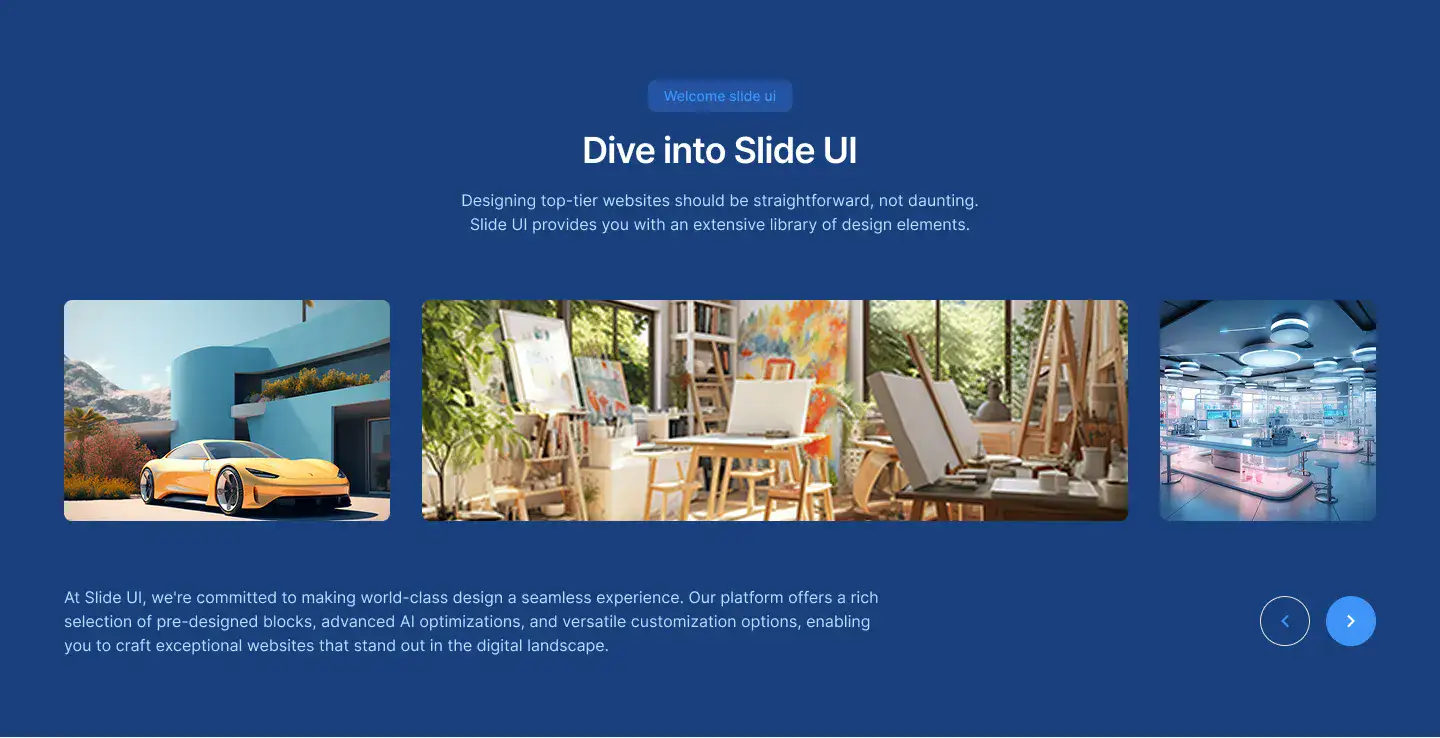 Welcome slide ui
Dive into Slide UI
Designing top-tier websites should be straightforward, not daunting.
Slide UI provides you with an extensive library of design elements.
At Slide UI, we're committed to making world-class design a seamless experience. Our platform offers a rich
selection of pre-designed blocks, advanced AI optimizations, and versatile customization options, enabling
you to craft exceptional websites that stand out in the digital landscape.